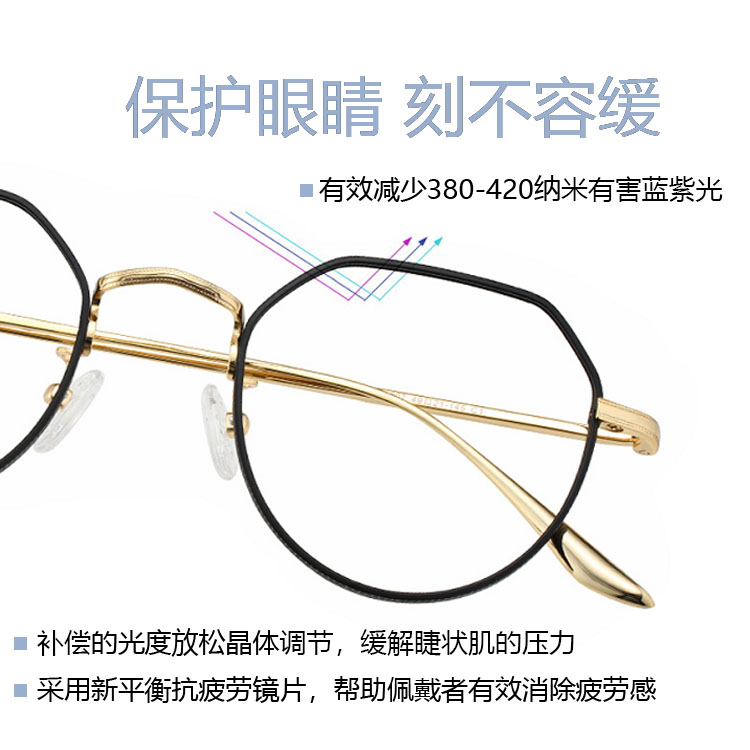 保护眼睛 刻不容缓
有效减少380-420纳米有害蓝紫光
补偿的光度放松晶体调节，缓解睫状肌的压力
采用新平衡抗疲劳镜片，帮助佩戴者有效消除疲劳感